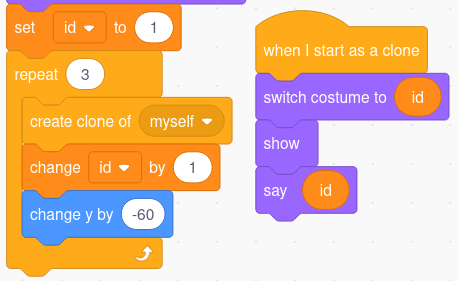 set id to 1
repeat 3
create clone of myself
change id by 1
change y by -60
when I start as a clone
switch costume to id
show
say id